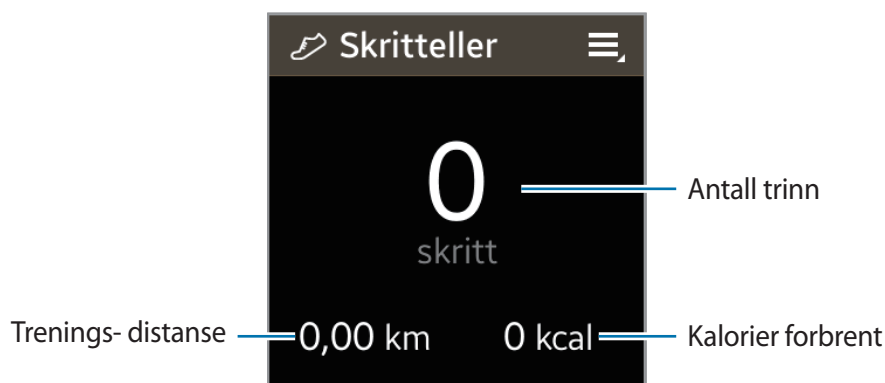 Skritteller
0
Antall trinn
skritt
Trenings- distanse
0,00 km
0 kcal
Kalorier forbrent